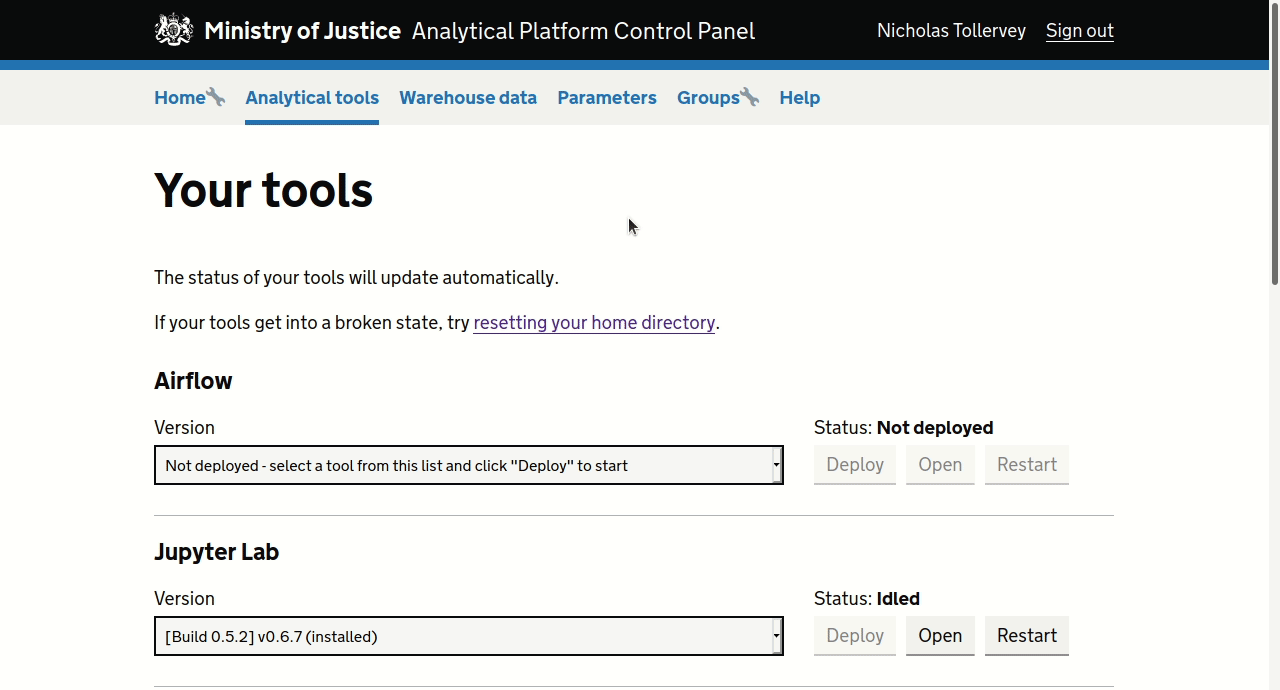 Ministry of Justice Analytical Platform Control Panel Nicholas Tollervey Sign out
Home Analytical tools Warehouse data Parameters Groups Help
Your tools
The status of your tools will update automatically.
If your tools get into a broken state, try resetting your home directory.
Airflow
Version Status: Not deployed
Not deployed - select a tool from this list and click "Deploy" to start Deploy Open Restart
Jupyter Lab
Version Status: Idled
[Build 0.5.2] v0.6.7 (installed) Deploy Open Restart